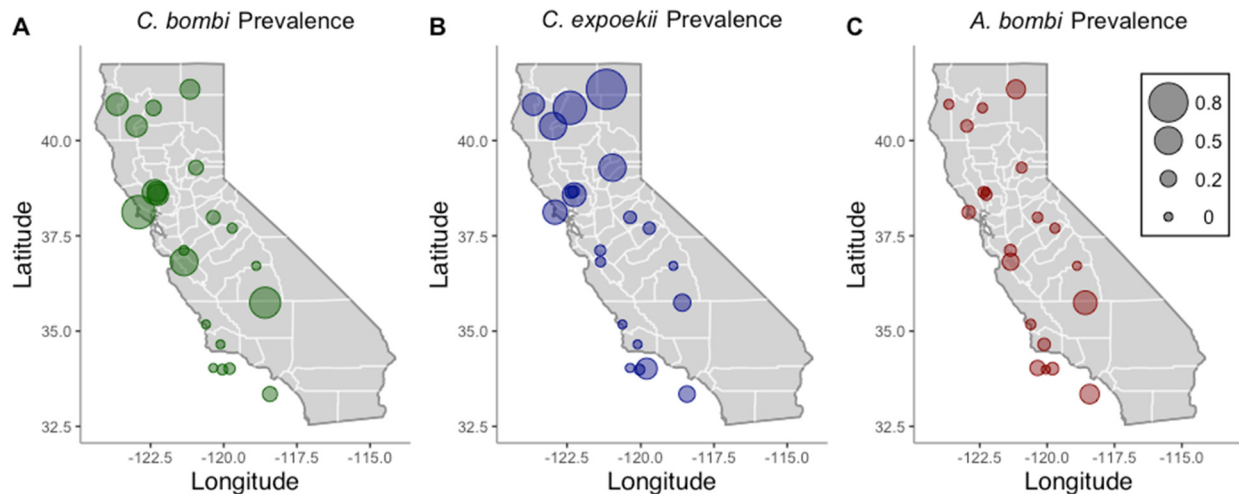 A
C. bombi Prevalence
B
C. expoekii Prevalence
C
A. bombi Prevalence
40.0
37.5
35.0
32.5
Latitude
-122.5 -120.0 -117.5 -115.0
Longitude
40.0
37.5
35.0
32.5
Latitude
-122.5 -120.0 -117.5 -115.0
Longitude
40.0
37.5
35.0
32.5
Latitude
-122.5 -120.0 -117.5 -115.0
Longitude
0.8
0.5
0.2
0